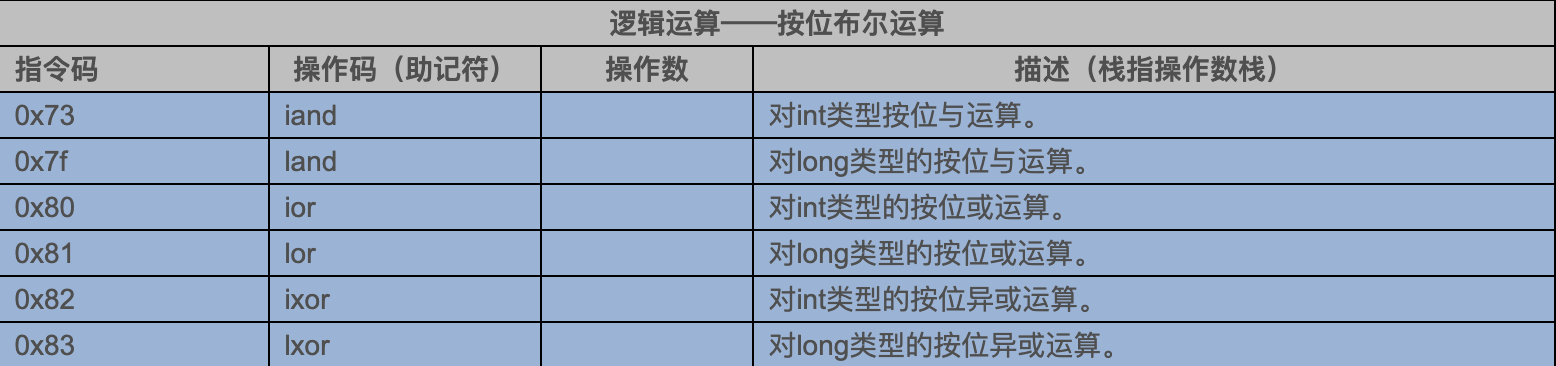 逻辑运算——按位布尔运算
指令码 操作码（助记符） 操作数 描述（栈指操作数栈）
0x73 iand 对int类型按位与运算。
0x7f land 对long类型的按位与运算。
0x80 ior 对int类型的按位或运算。
0x81 lor 对long类型的按位或运算。
0x82 ixor 对int类型的按位异或运算。
0x83 lxor 对long类型的按位异或运算。